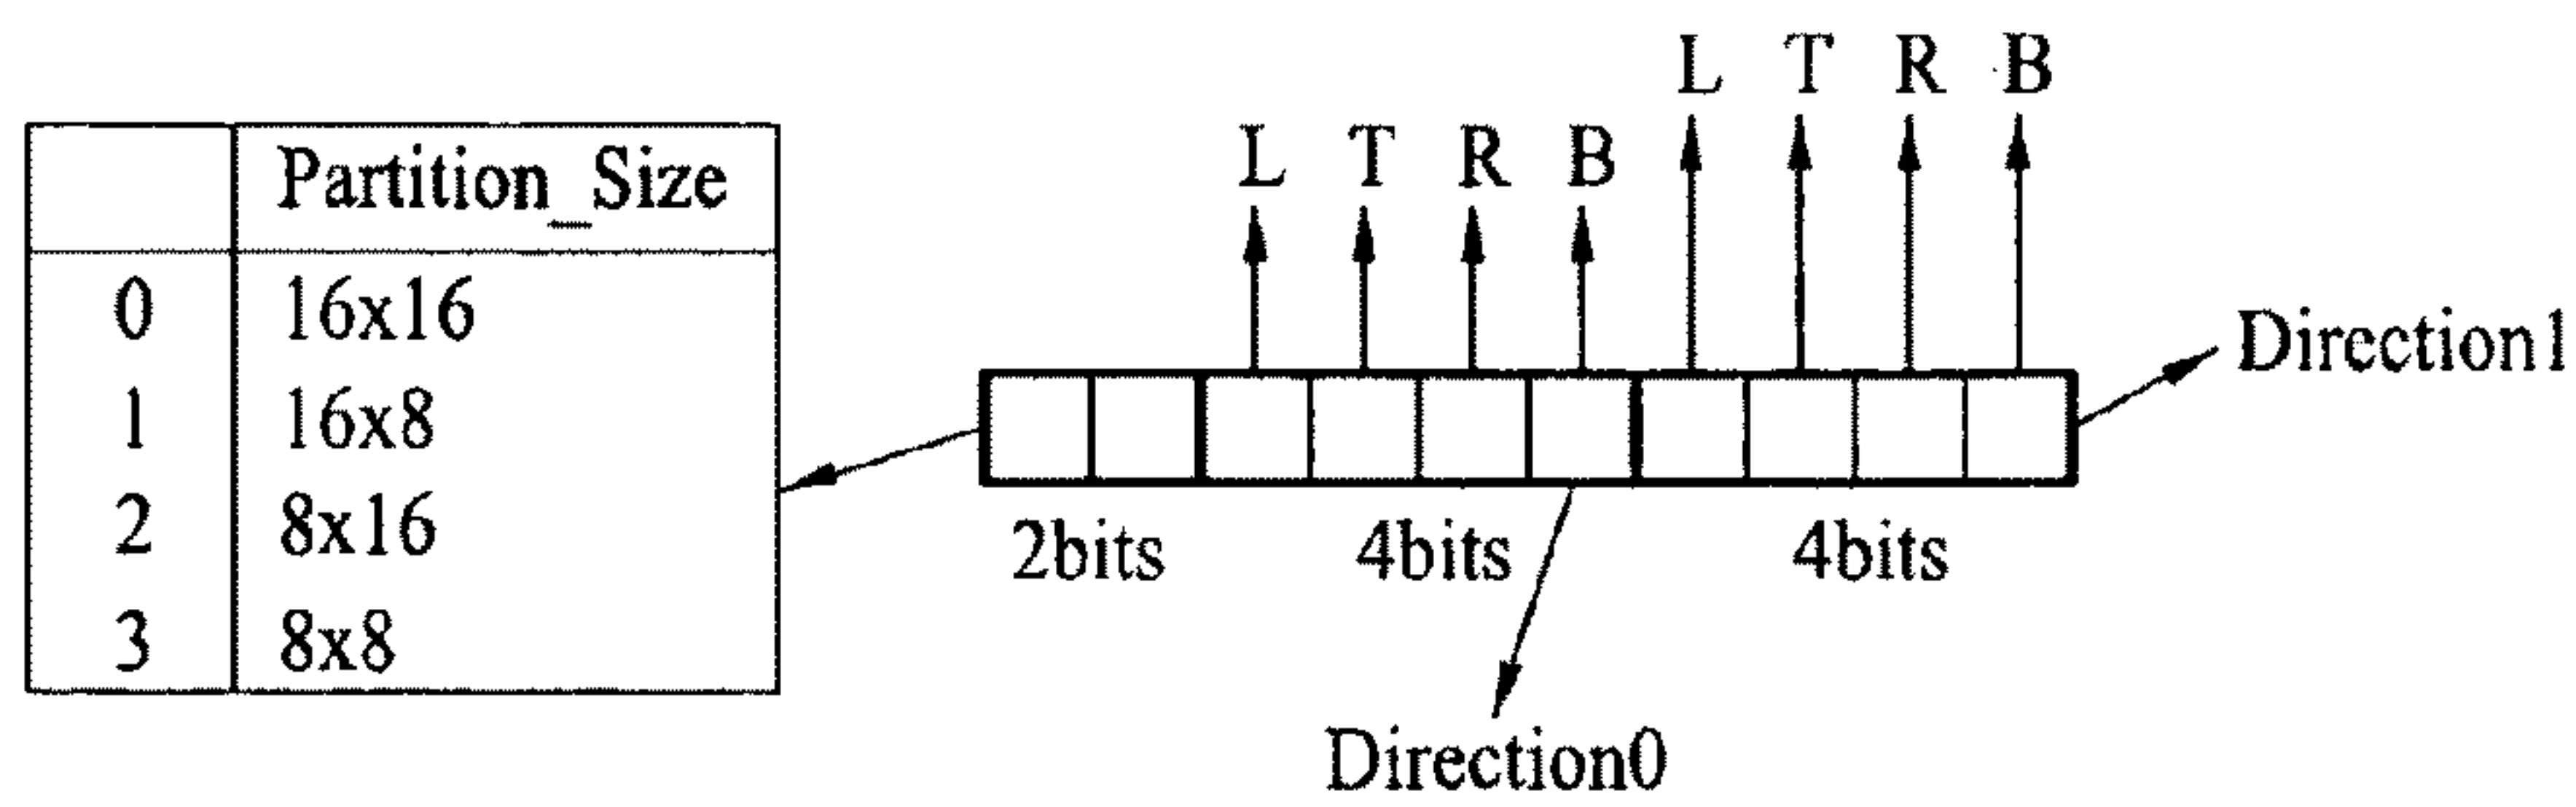 Partition_Size
0 16x16
1 16x8
2 8x16
3 8x8
L T R B
L T R B
2bits 4bits 4bits
Direction0
Direction1